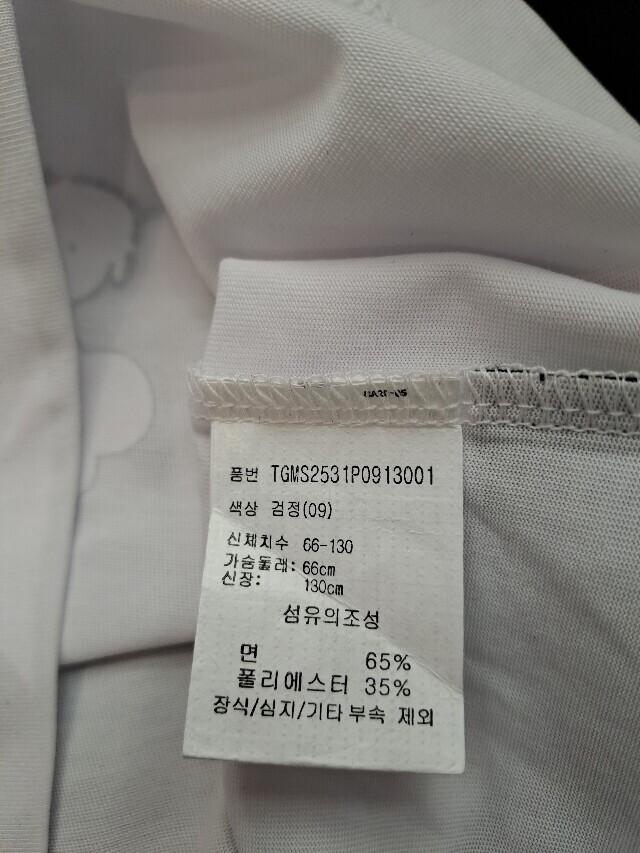 품번 TGMS2531P0913001
색상 검정(09)
신체치수 66-130
가슴둘레: 66cm
신장: 130cm
섬유의조성
면 65%
폴리에스터 35%
장식/심지/기타 부속 제외